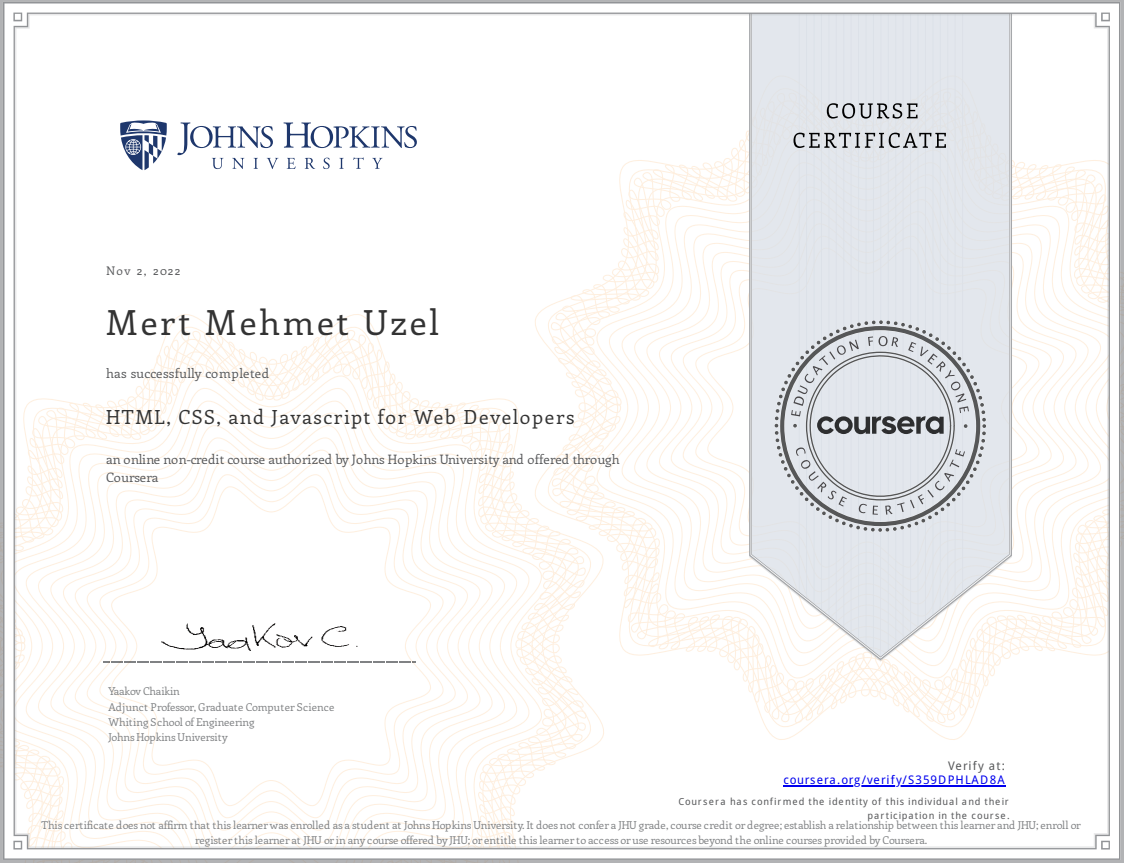 JOHNS HOPKINS
UNIVERSITY
COURSE
CERTIFICATE
Nov 2, 2022
Mert Mehmet Uzel
has successfully completed
HTML, CSS, and Javascript for Web Developers
an online non-credit course authorized by Johns Hopkins University and offered through
Coursera
EDUCATION FOR EVERYONE
coursera
COURSE CERTIFICATE
Yaakov C.
Yaakov Chaikin
Adjunct Professor, Graduate Computer Science
Whiting School of Engineering
Johns Hopkins University
Verify at:
coursera.org/verify/S359DPHLAD8A
Coursera has confirmed the identity of this individual and their
participation in the course.
This certificate does not affirm that this learner was enrolled as a student at Johns Hopkins University. It does not confer a JHU grade, course credit or degree; establish a relationship between this learner and JHU; enroll or
register this learner at JHU or in any course offered by JHU; or entitle this learner to access or use resources beyond the online courses provided by Coursera.